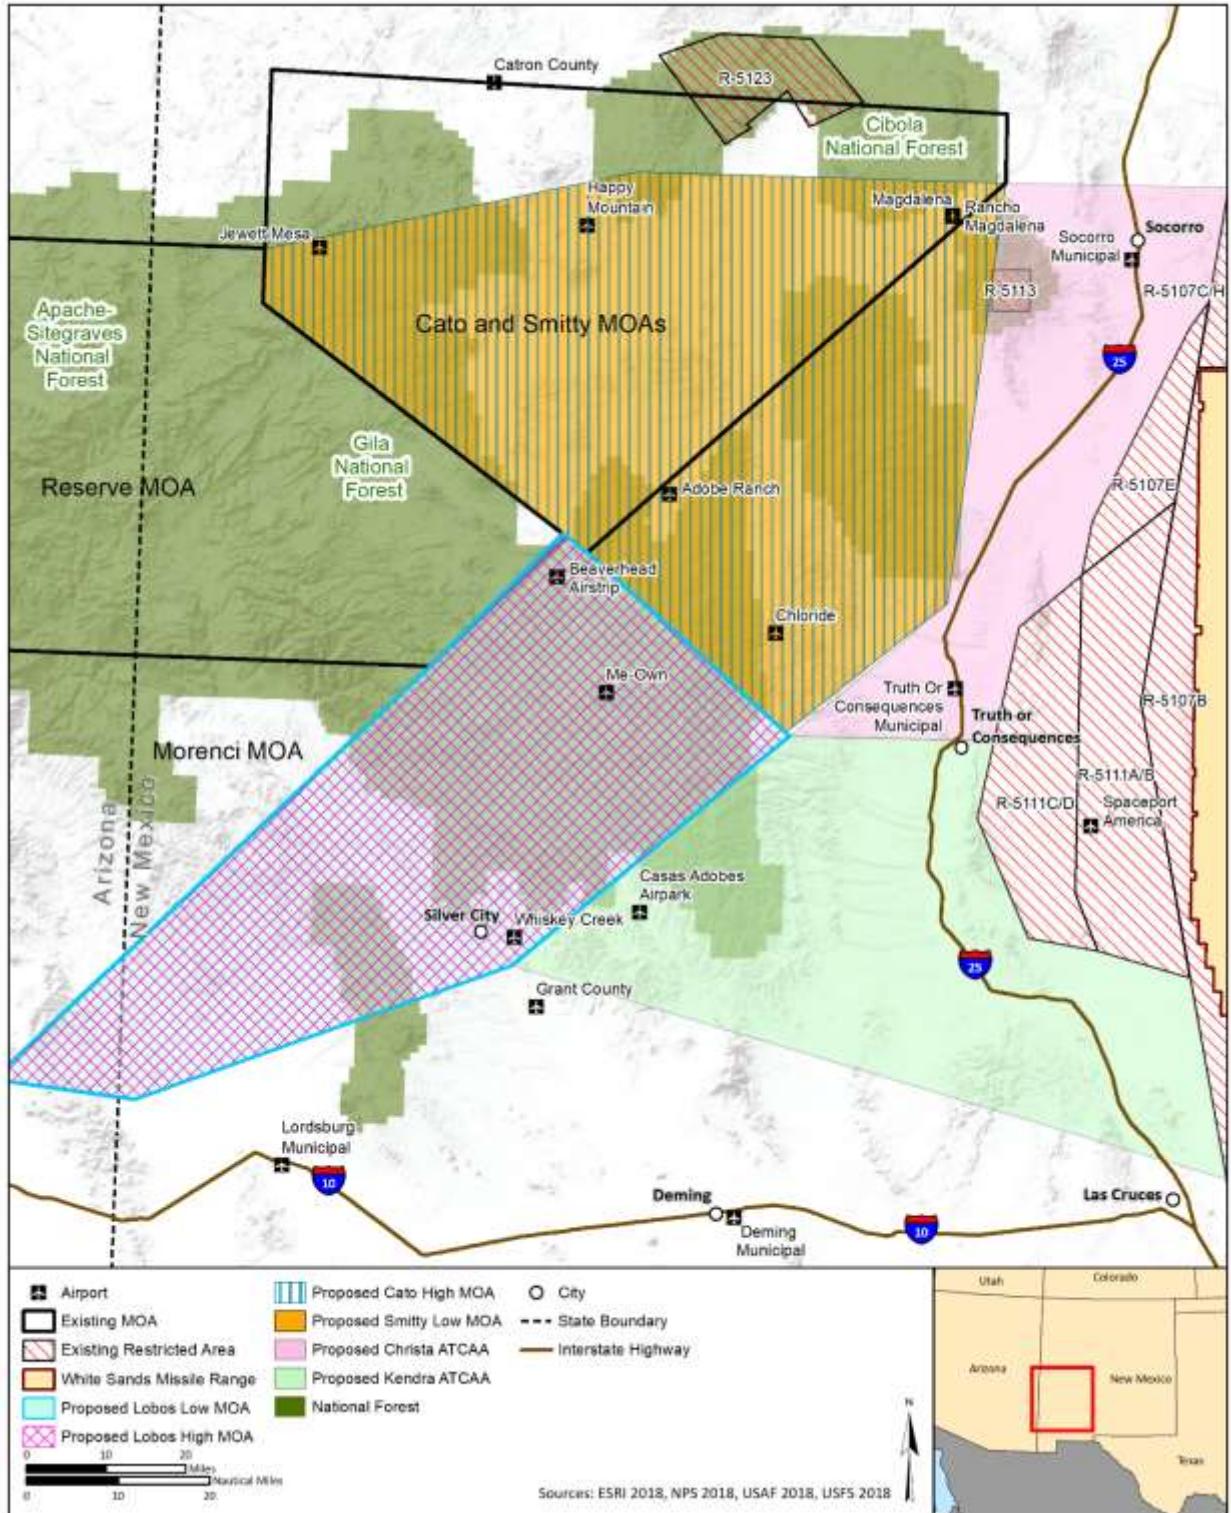 Catron County
R-5123
Cibola
National Forest
Happy
Mountain
Magdalena
Rancho
Magdalena
Jewett Mesa
Socorro
Socorro
Municipal
R-5113
R-5107C/H
Apache-
Sitegraves
National
Forest
Cato and Smitty MOAs
25
Gila
National
Forest
Reserve MOA
Adobe Ranch
R-5107E
Beaverhead
Airstrip
Chloride
Me-Own
Truth Or
Consequences
Municipal
R-5107B
Truth or
Consequences
Morenci MOA
R-5111A/B
R-5111C/D
Spaceport
America
Arizona
New Mexico
Casas Adobes
Airpark
Silver City
Whiskey Creek
25
Grant County
Lordsburg
Municipal
10
Deming
Las Cruces
Deming
Municipal
10
Airport
Existing MOA
Existing Restricted Area
White Sands Missile Range
Proposed Lobos Low MOA
Proposed Lobos High MOA
Proposed Cato High MOA
Proposed Smitty Low MOA
Proposed Christa ATCAA
Proposed Kendra ATCAA
National Forest
City
State Boundary
Interstate Highway
0 10 20
Miles
Nautical Miles
0 10 20
Sources: ESRI 2018, NPS 2018, USAF 2018, USFS 2018
N
Utah
Colorado
Arizona
New Mexico
Texas